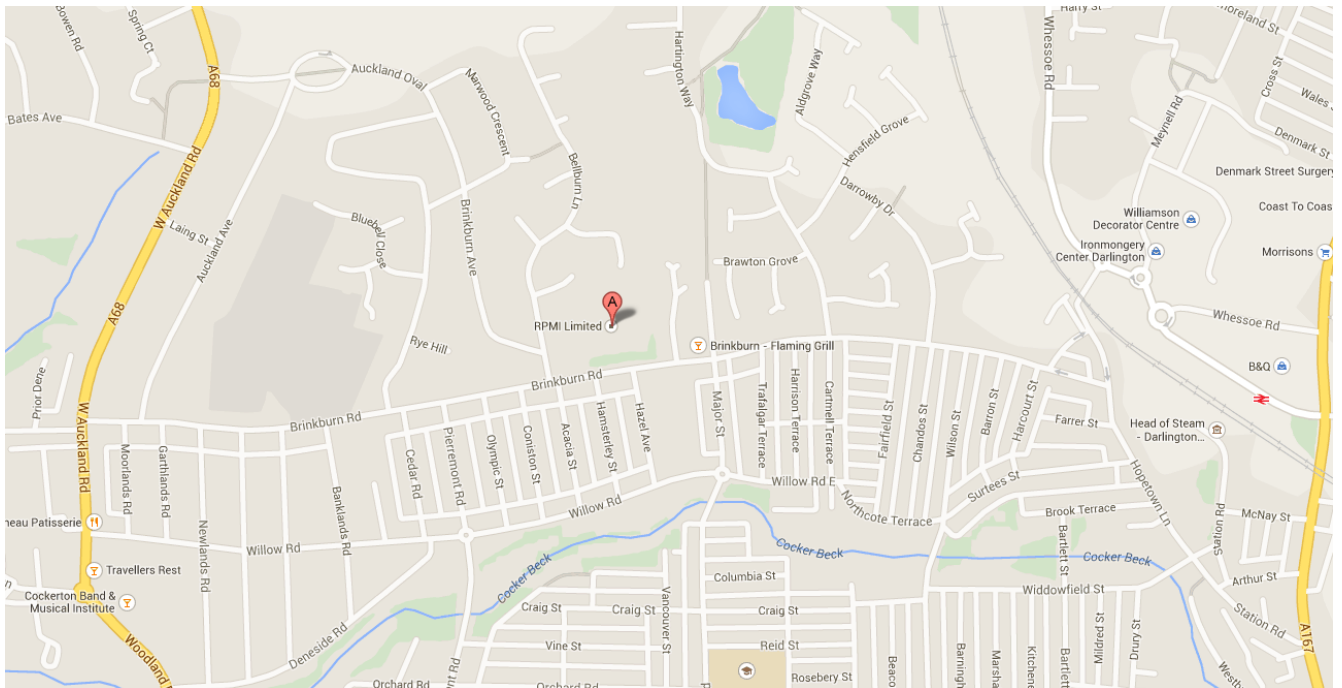 Bowen Rd
Spring Ct
A68
Bates Ave
W Auckland Rd
Auckland Oval
Marwood Crescent
Hartington Way
Aldgrove Way
Whessoe Rd
Harry St
Cross St
Wales
Meynell Rd
Denmark St
Hensfield Grove
Bellburn Ln
Darrowby Dr
Denmark Street Surgery
Laing St
Auckland Ave
Bluebell Close
Brinkburn Ave
Williamson
Decorator Centre
Coast To Coas
Ironmongery
Center Darlington
Morrisons
Brawton Grove
A68
A
RPMI Limited
Rye Hill
Brinkburn - Flaming Grill
Whessoe Rd
B&Q
Prior Dene
Brinkburn Rd
Brinkburn Rd
W Auckland Rd
Moorlands Rd
Garthlands Rd
Newlands Rd
Banklands Rd
Cedar Rd
Pierremont Rd
Olympic St
Coniston St
Acacia St
Hamsterley St
Hazel Ave
Major St
Trafalgar Terrace
Harrison Terrace
Cartmell Terrace
Fairfield St
Chandos St
Wilson St
Barron St
Harcourt St
Farrer St
Head of Steam
- Darlington...
Surtees St
Hopetown Ln
Willow Rd E
Northcote Terrace
Willow Rd
Brook Terrace
McNay St
Station Rd
neau Patisserie
Willow Rd
Travellers Rest
Cocker Beck
Cocker Beck
Cocker Beck
Bartlett St
Cockerton Band &
Musical Institute
Columbia St
Arthur St
Widdowfield St
Craig St
Craig St
Craig St
Vancouver St
Station Rd
A167
Deneside Rd
Vine St
Reid St
Mildred St
Drury St
Woodland
Orchard Rd
Orchard Rd
Rosebery St